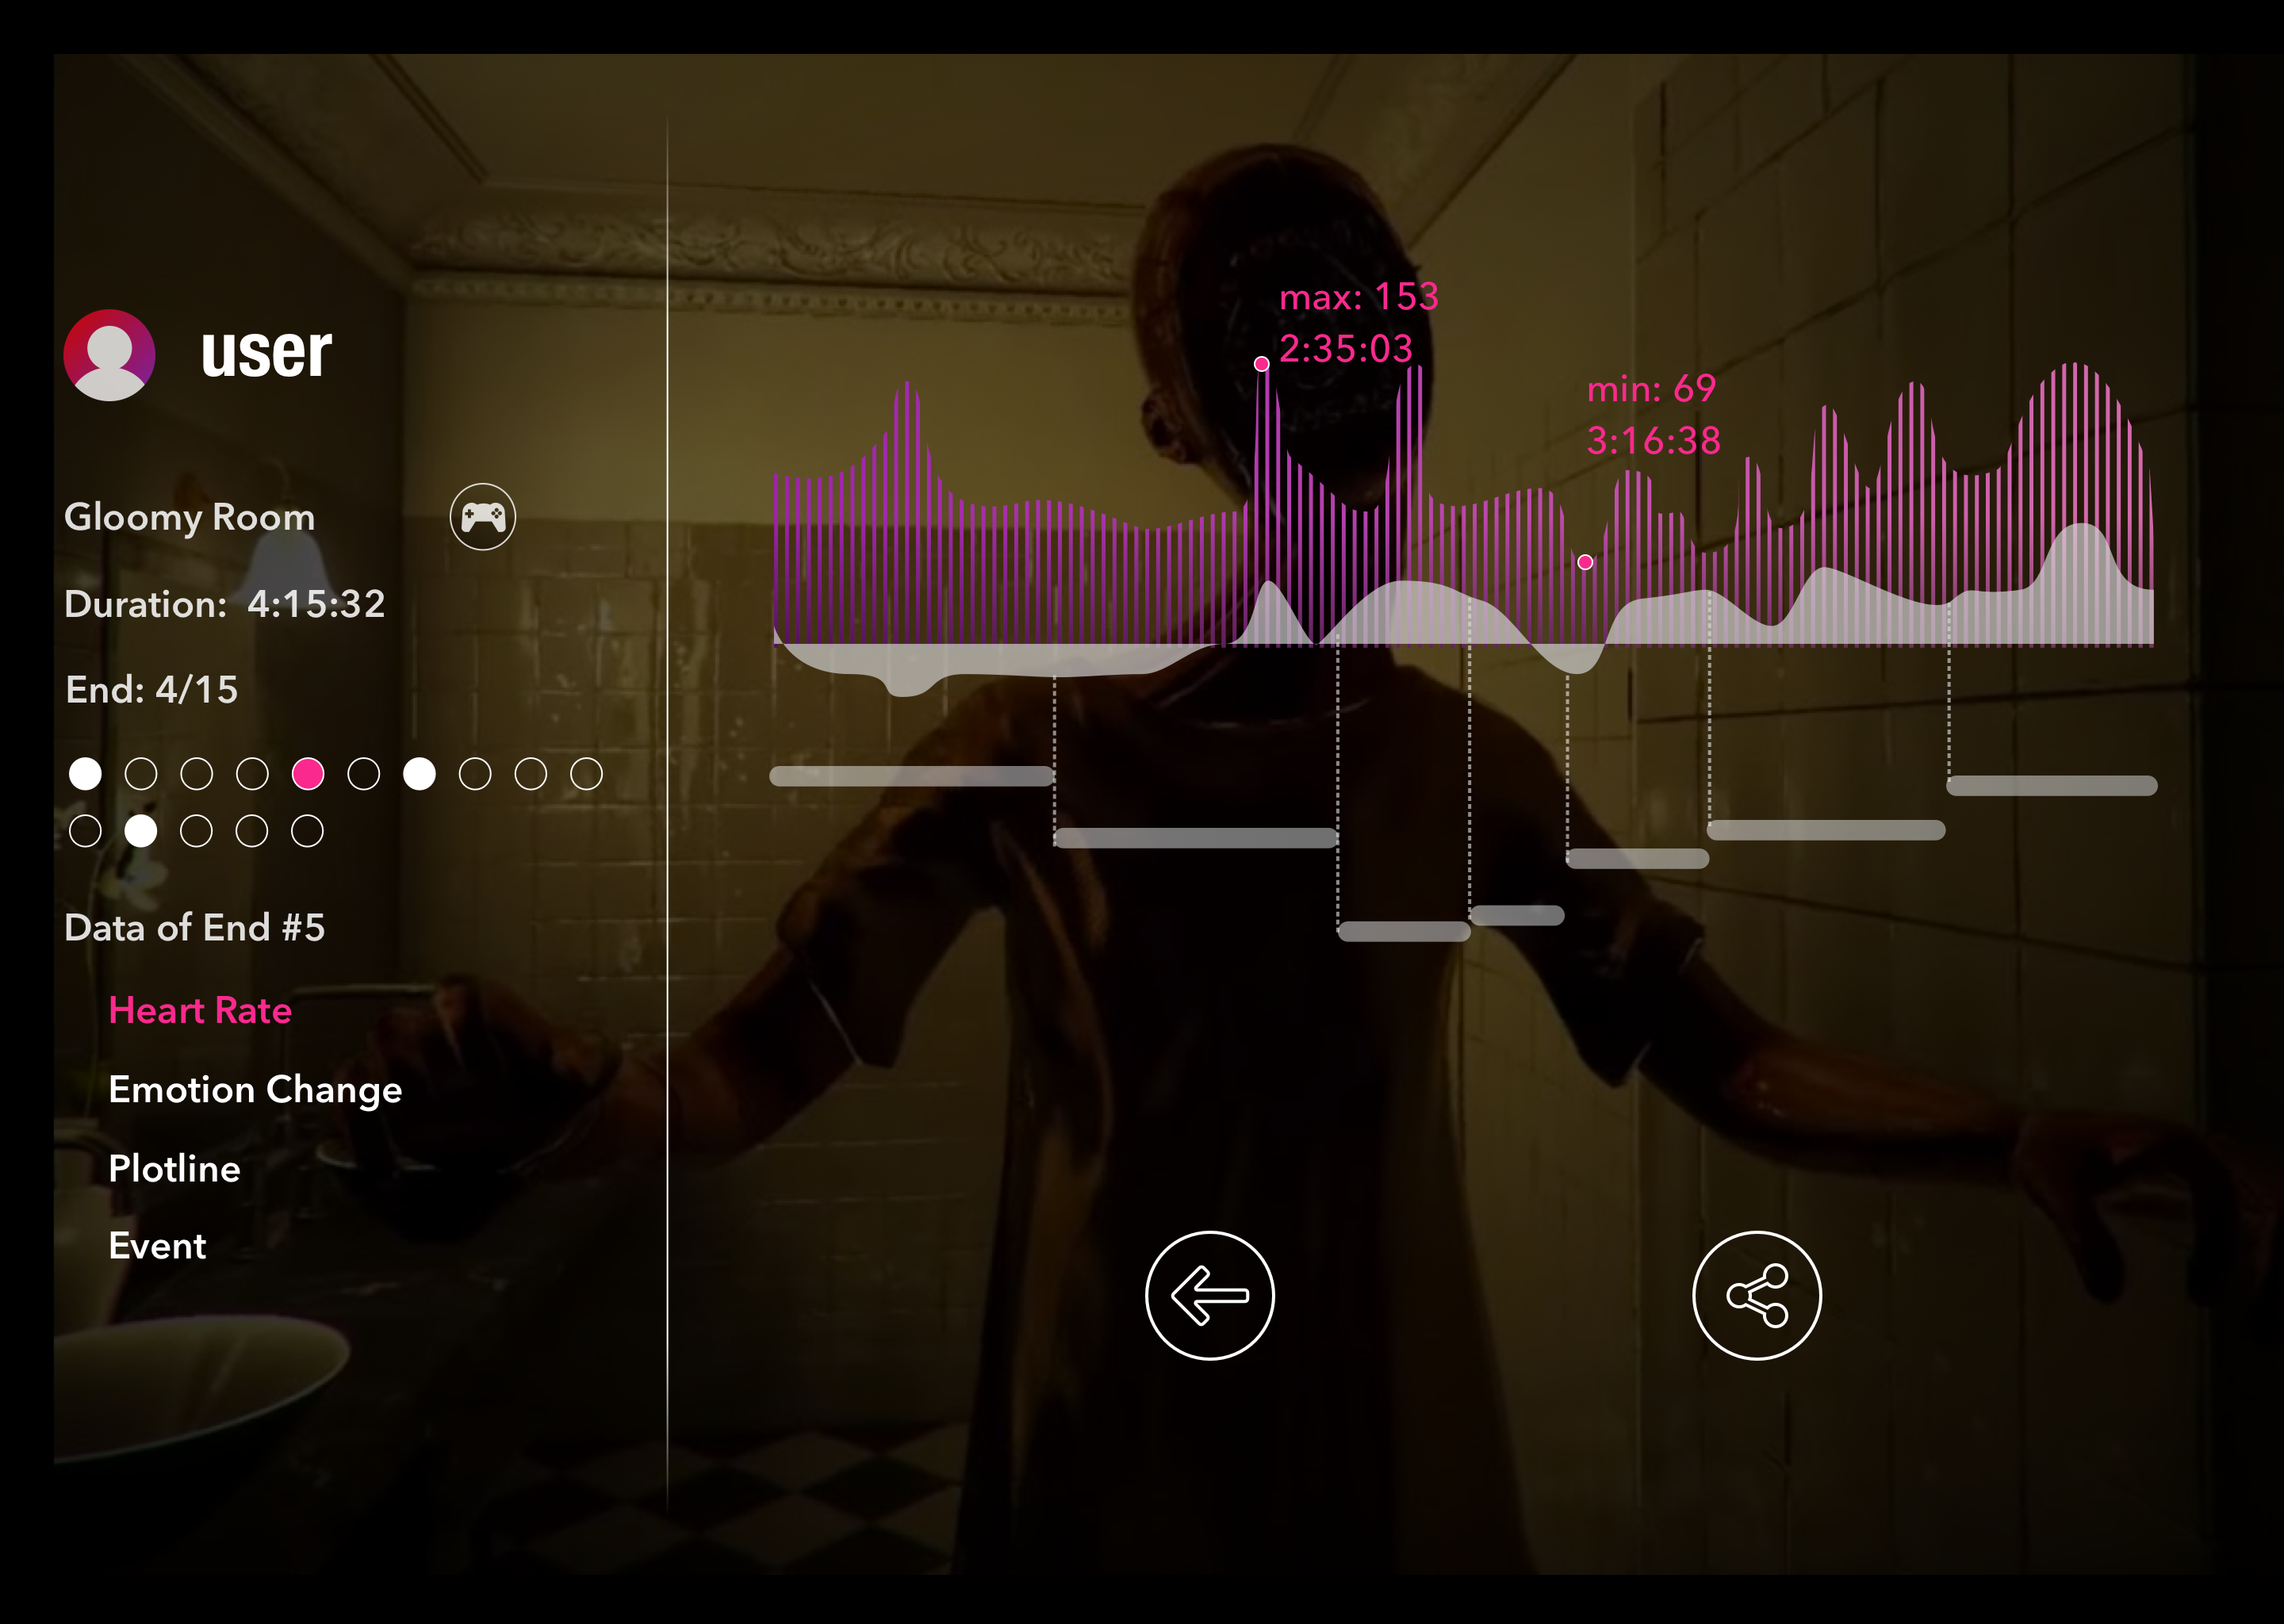 user
Gloomy Room
Duration: 4:15:32
End: 4/15
Data of End #5
Heart Rate
Emotion Change
Plotline
Event
max: 153
2:35:03
min: 69
3:16:38